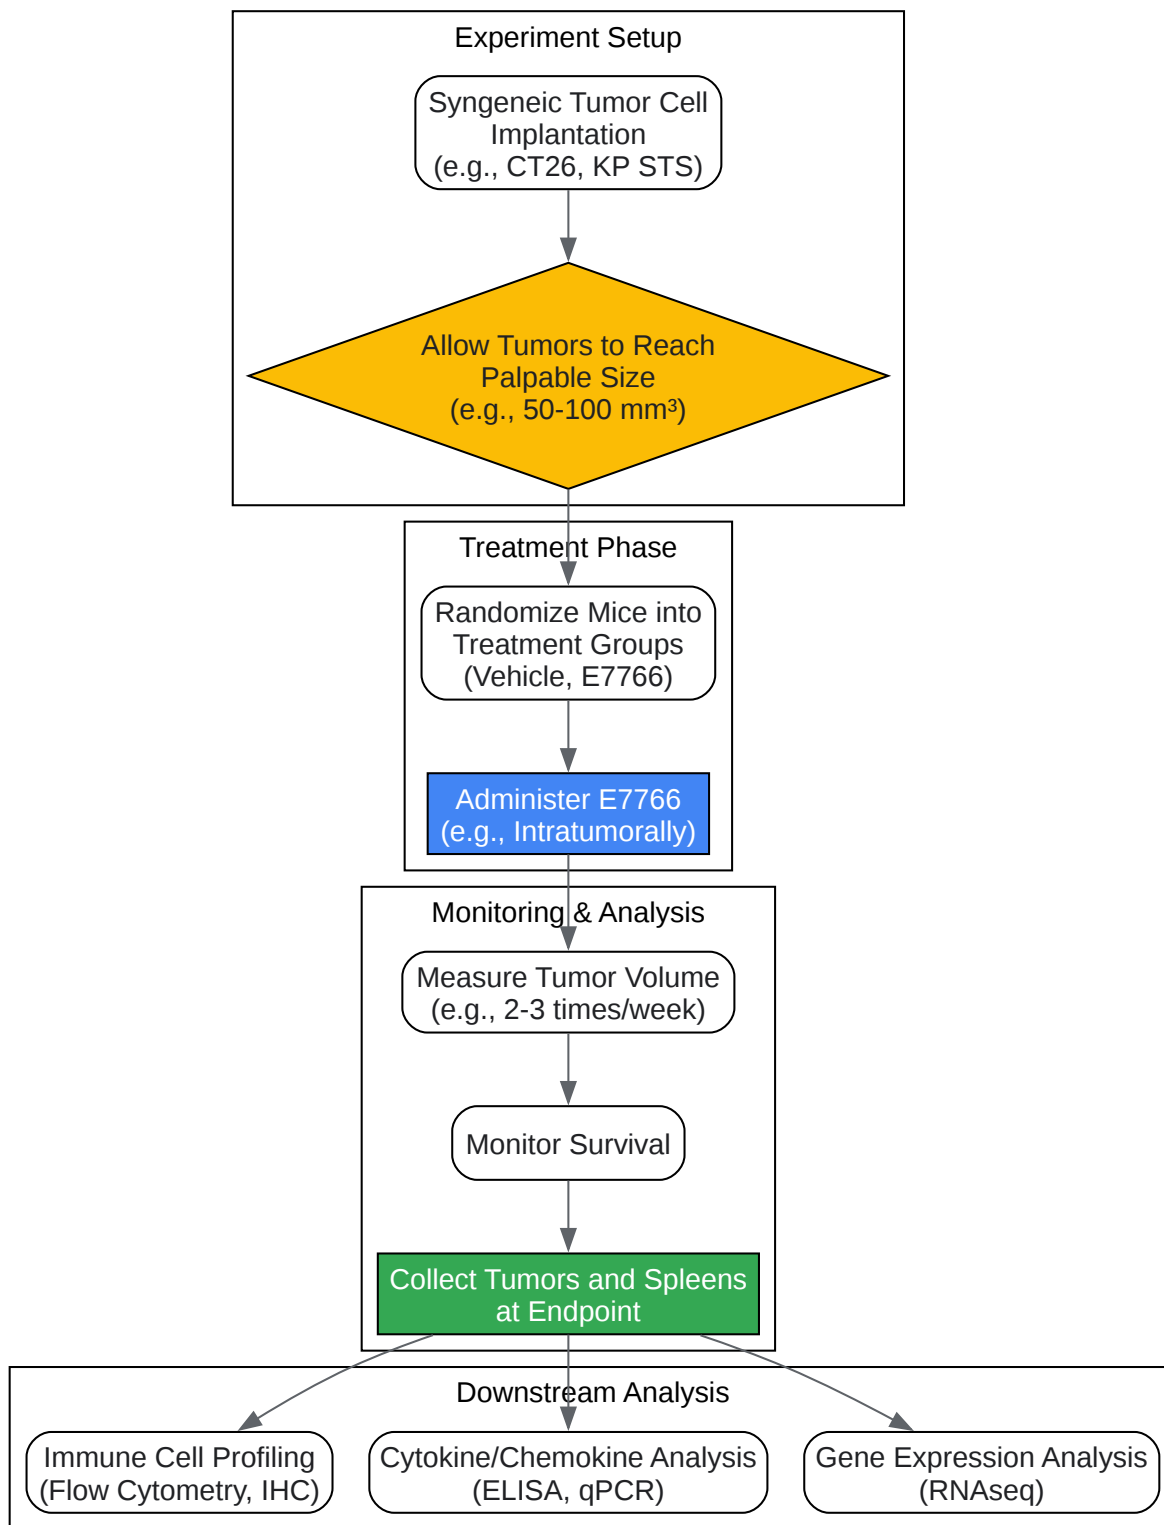 Experiment Setup
Syngeneic Tumor Cell
Implantation
(e.g., CT26, KP STS)
Allow Tumors to Reach
Palpable Size
(e.g., 50-100 mm³)
Treatment Phase
Randomize Mice into
Treatment Groups
(Vehicle, E7766)
Administer E7766
(e.g., Intratumorally)
Monitoring & Analysis
Measure Tumor Volume
(e.g., 2-3 times/week)
Monitor Survival
Collect Tumors and Spleens
at Endpoint
Downstream Analysis
Immune Cell Profiling
(Flow Cytometry, IHC)
Cytokine/Chemokine Analysis
(ELISA, qPCR)
Gene Expression Analysis
(RNAseq)